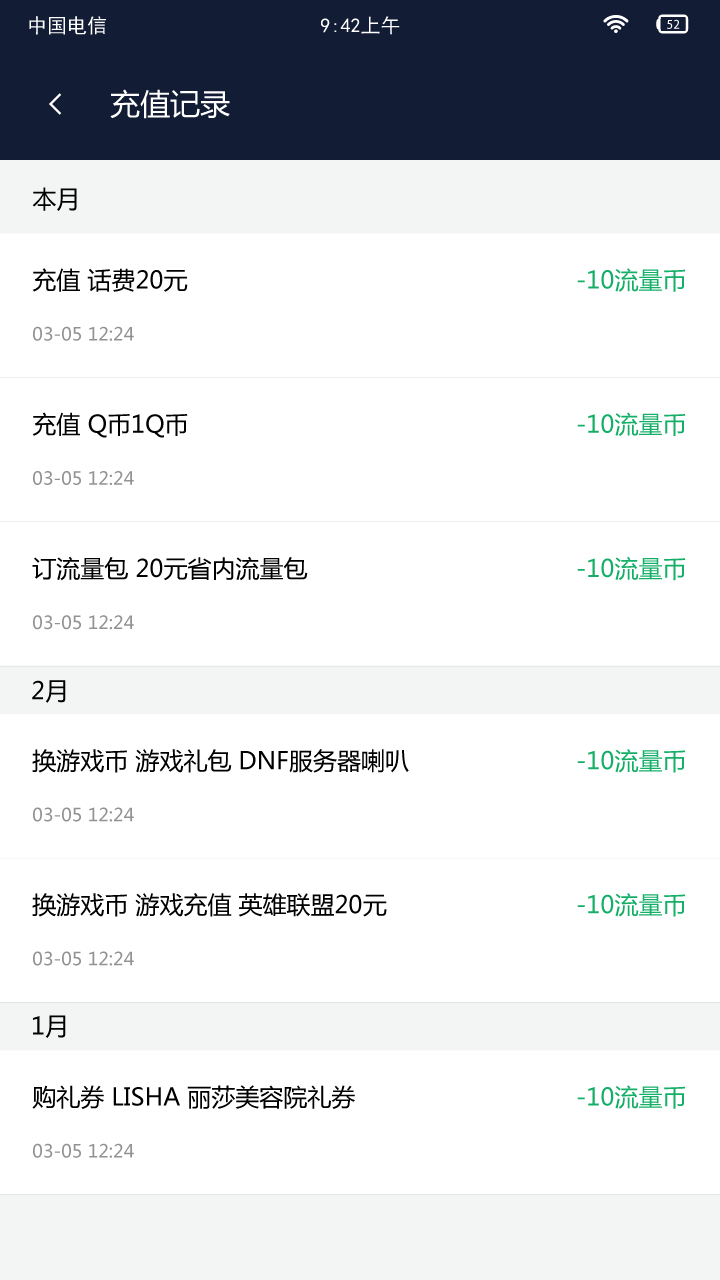 中国电信 9:42上午 52
充值记录
本月
充值 话费20元 -10流量币
03-05 12:24
充值 Q币1Q币 -10流量币
03-05 12:24
订流量包 20元省内流量包 -10流量币
03-05 12:24
2月
换游戏币 游戏礼包 DNF服务器喇叭 -10流量币
03-05 12:24
换游戏币 游戏充值 英雄联盟20元 -10流量币
03-05 12:24
1月
购礼券 LISHA 丽莎美容院礼券 -10流量币
03-05 12:24